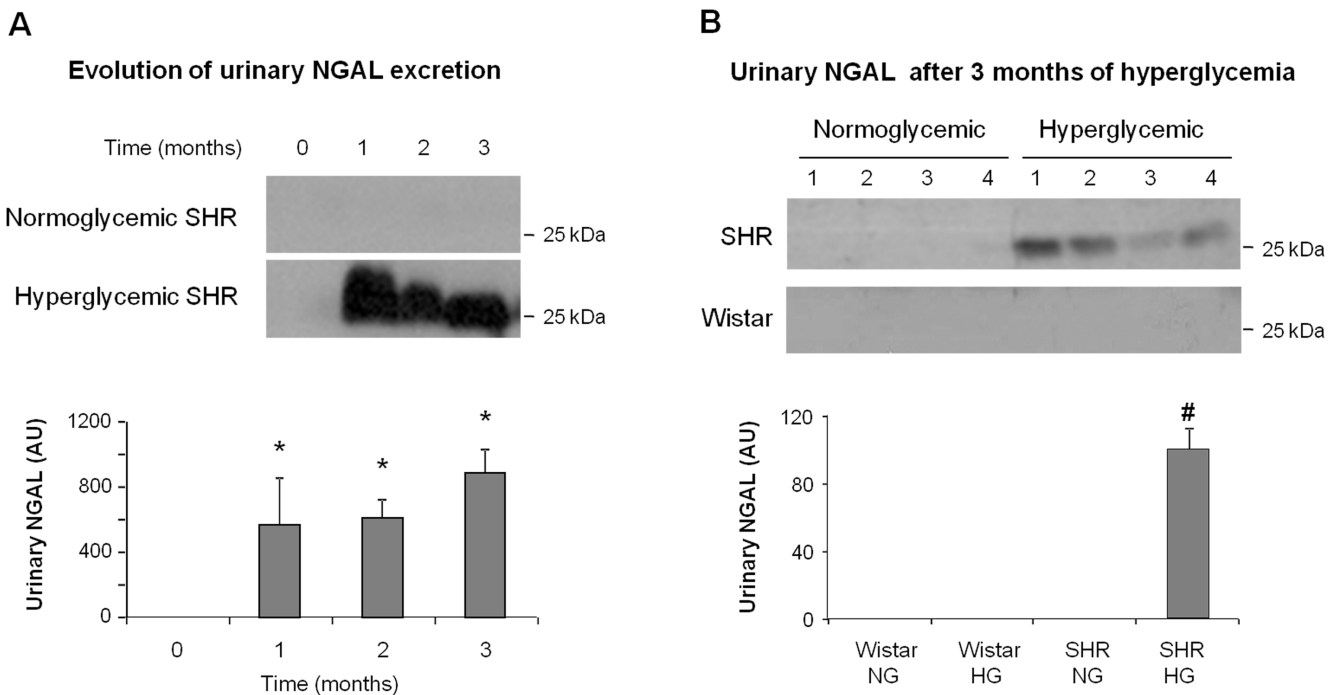 A
Evolution of urinary NGAL excretion
Time (months) 0 1 2 3
Normoglycemic SHR
25 kDa
Hyperglycemic SHR
25 kDa
Urinary NGAL (AU)
1200
800
400
0
*
*
*
0 1 2 3
Time (months)
B
Urinary NGAL after 3 months of hyperglycemia
Normoglycemic Hyperglycemic
1 2 3 4 1 2 3 4
SHR
25 kDa
Wistar
25 kDa
Urinary NGAL (AU)
120
80
40
0
#
Wistar NG
Wistar HG
SHR NG
SHR HG